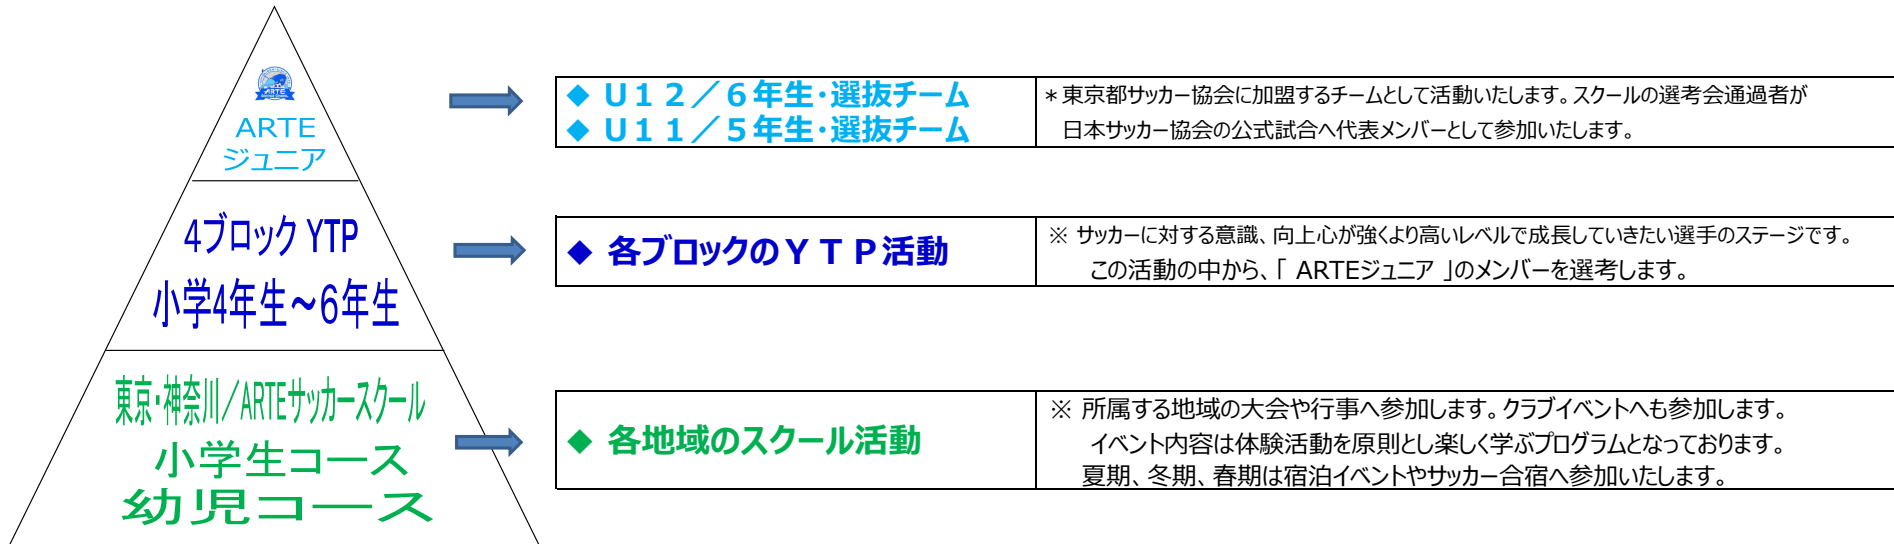 ARTE
ARTE
ジュニア
◆ U12／6年生・選抜チーム
◆ U11／5年生・選抜チーム
＊東京都サッカー協会に加盟するチームとして活動いたします。スクールの選考会通過者が
日本サッカー協会の公式試合へ代表メンバーとして参加いたします。
4ブロック YTP
小学4年生～6年生
◆ 各ブロックのＹＴＰ活動
※ サッカーに対する意識、向上心が強くより高いレベルで成長していきたい選手のステージです。
この活動の中から、「 ARTEジュニア 」のメンバーを選考します。
東京・神奈川／ARTEサッカースクール
小学生コース
幼児コース
◆ 各地域のスクール活動
※ 所属する地域の大会や行事へ参加します。クラブイベントへも参加します。
イベント内容は体験活動を原則とし楽しく学ぶプログラムとなっております。
夏期、冬期、春期は宿泊イベントやサッカー合宿へ参加いたします。